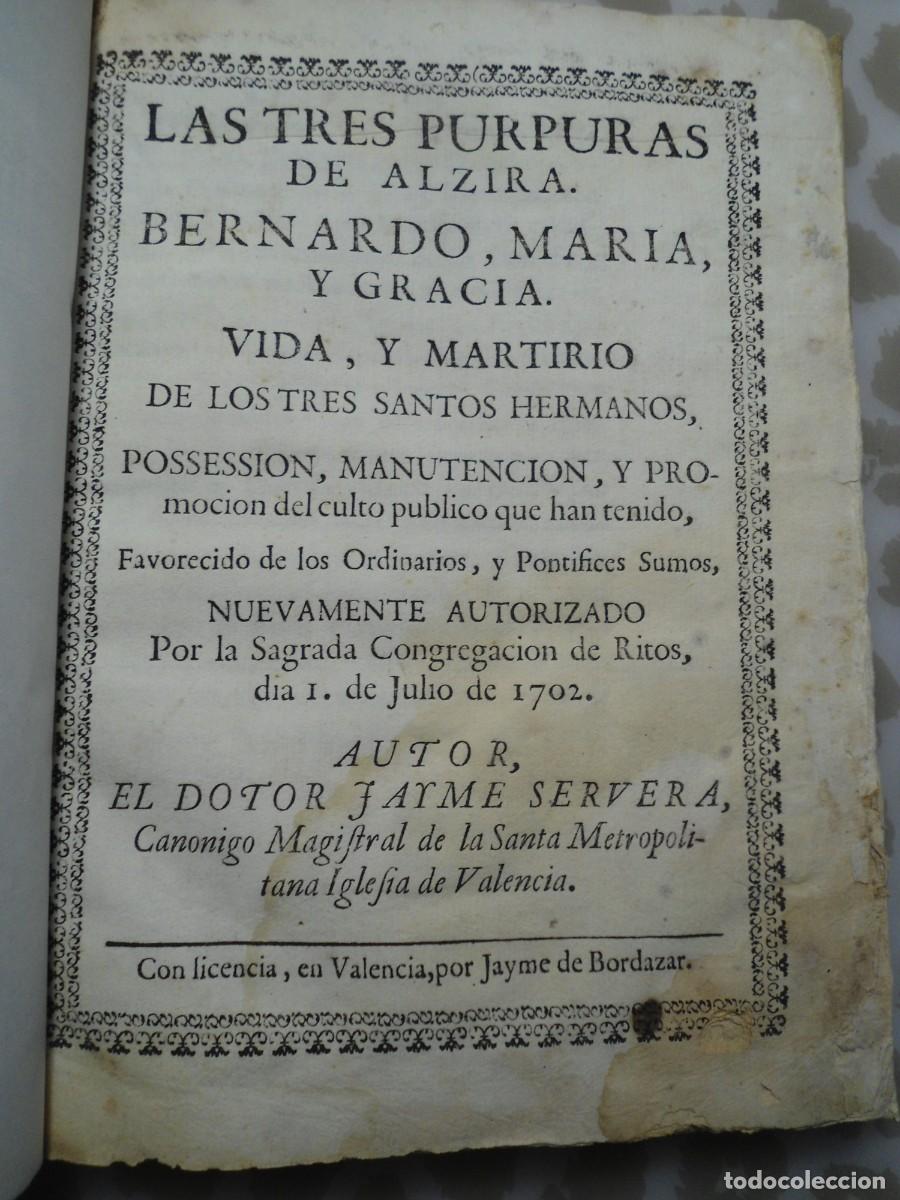 LAS TRES PURPURAS
DE ALZIRA.
BERNARDO, MARIA,
Y GRACIA.
VIDA, Y MARTIRIO
DE LOS TRES SANTOS HERMANOS,
POSSESSION, MANUTENCION, Y PRO-
mocion del culto publico que han tenido,
Favorecido de los Ordinarios, y Pontifices Sumos,
NUEVAMENTE AUTORIZADO
Por la Sagrada Congregacion de Ritos,
dia 1. de Julio de 1702.
AUTOR,
EL DOTOR JAYME SERVERA,
Canonigo Magiſtral de la Santa Metropoli-
tana Igleſia de Valencia.
Con licencia, en Valencia, por Jayme de Bordazar.
todocoleccion